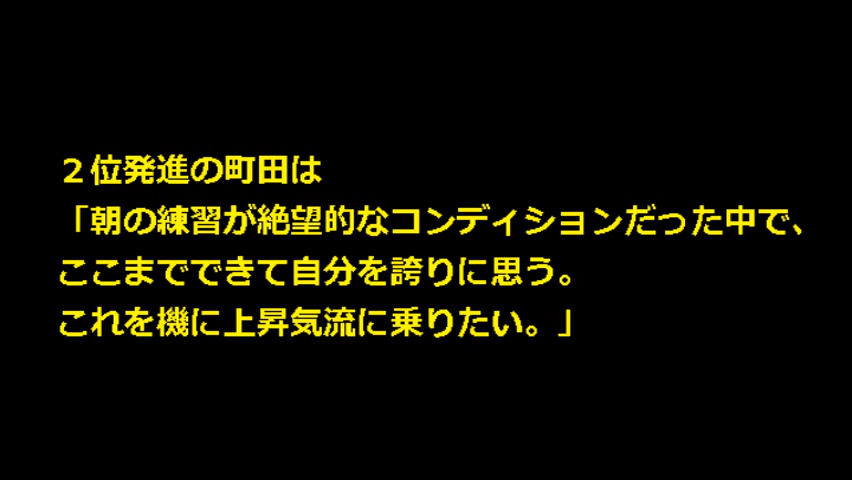 ２位発進の町田は
「朝の練習が絶望的なコンディションだった中で、
ここまでできて自分を誇りに思う。
これを機に上昇気流に乗りたい。」